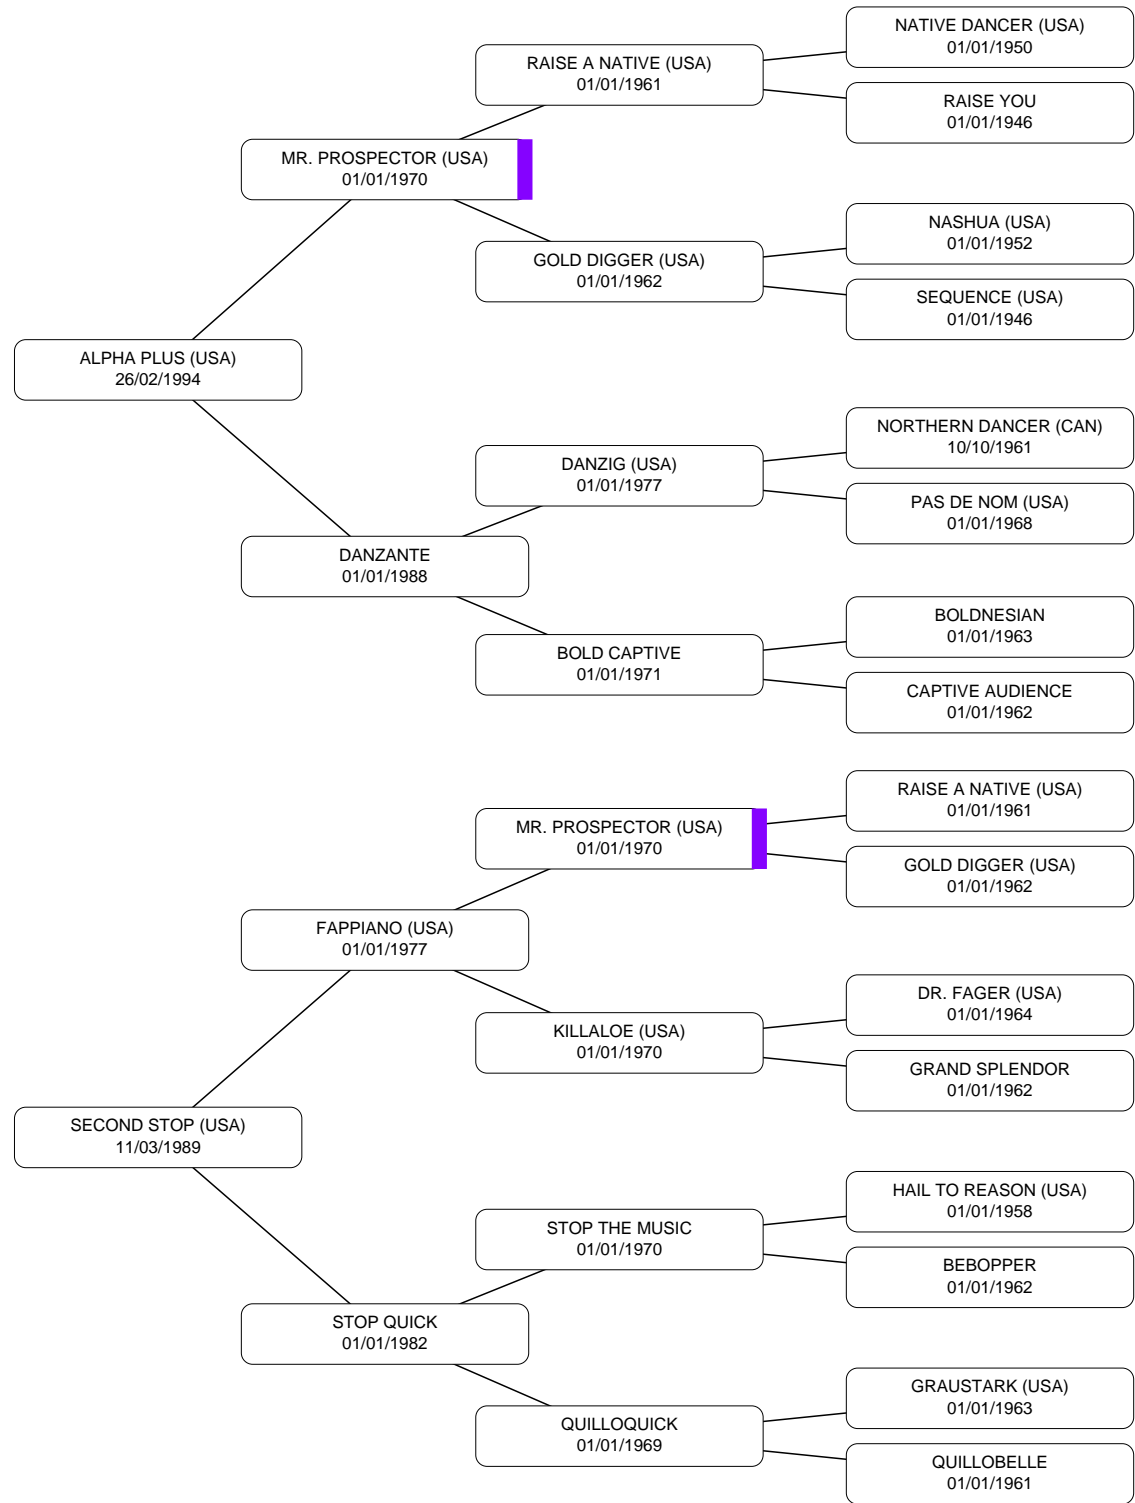 NATIVE DANCER (USA)
01/01/1950
RAISE A NATIVE (USA)
01/01/1961
RAISE YOU
01/01/1946
MR. PROSPECTOR (USA)
01/01/1970
NASHUA (USA)
01/01/1952
GOLD DIGGER (USA)
01/01/1962
SEQUENCE (USA)
01/01/1946
ALPHA PLUS (USA)
26/02/1994
NORTHERN DANCER (CAN)
10/10/1961
DANZIG (USA)
01/01/1977
PAS DE NOM (USA)
01/01/1968
DANZANTE
01/01/1988
BOLDNESIAN
01/01/1963
BOLD CAPTIVE
01/01/1971
CAPTIVE AUDIENCE
01/01/1962
RAISE A NATIVE (USA)
01/01/1961
MR. PROSPECTOR (USA)
01/01/1970
GOLD DIGGER (USA)
01/01/1962
FAPPIANO (USA)
01/01/1977
DR. FAGER (USA)
01/01/1964
KILLALOE (USA)
01/01/1970
GRAND SPLENDOR
01/01/1962
SECOND STOP (USA)
11/03/1989
HAIL TO REASON (USA)
01/01/1958
STOP THE MUSIC
01/01/1970
BEBOPPER
01/01/1962
STOP QUICK
01/01/1982
GRAUSTARK (USA)
01/01/1963
QUILLOQUICK
01/01/1969
QUILLOBELLE
01/01/1961